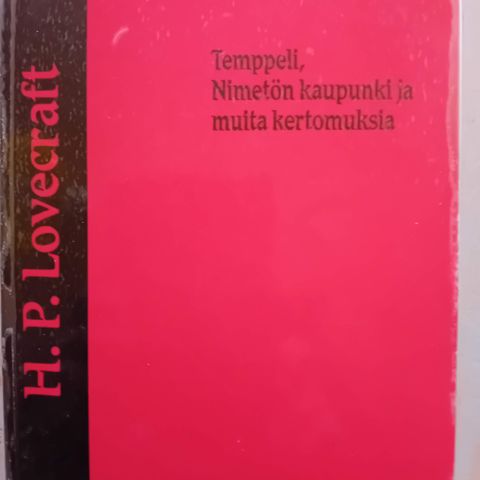 H. P. Lovecraft
Temppeli,
Nimetön kaupunki ja
muita kertomuksia